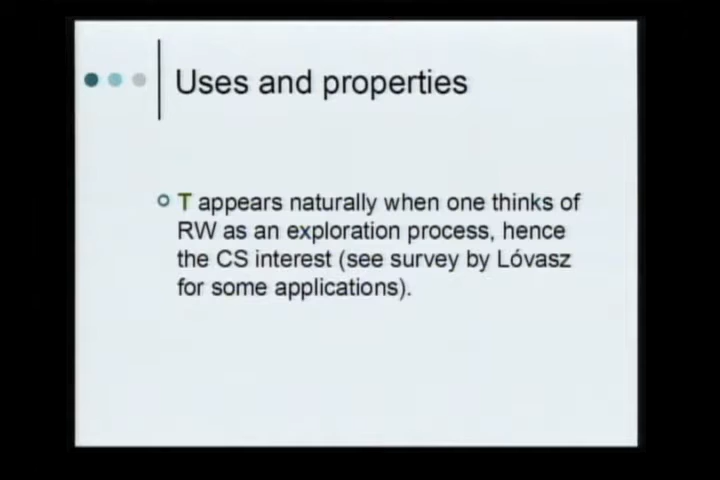 Uses and properties
T appears naturally when one thinks of
RW as an exploration process, hence
the CS interest (see survey by Lóvasz
for some applications).